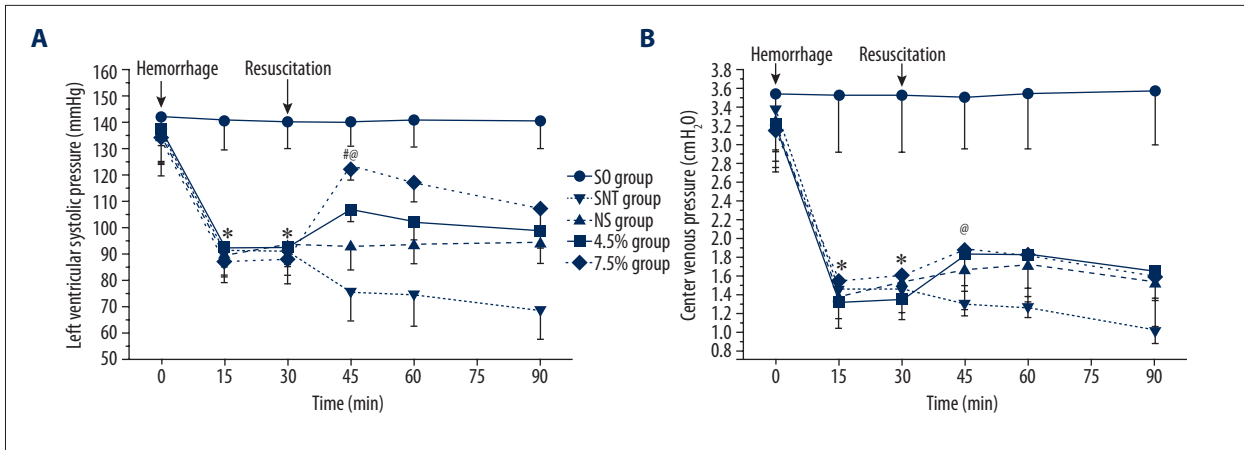 A
Hemorrhage Resuscitation
Left ventricular systolic pressure (mmHg)
160
150
140
130
120
110
100
90
80
70
60
50
* *
#@
0 15 30 45 60 75 90
Time (min)
SO group
SNT group
NS group
4.5% group
7.5% group
B
Hemorrhage Resuscitation
Center venous pressure (cm H2O)
3.8
3.6
3.4
3.2
3.0
2.8
2.6
2.4
2.2
2.0
1.8
1.6
1.4
1.2
1.0
0.8
* *
@
0 15 30 45 60 75 90
Time (min)